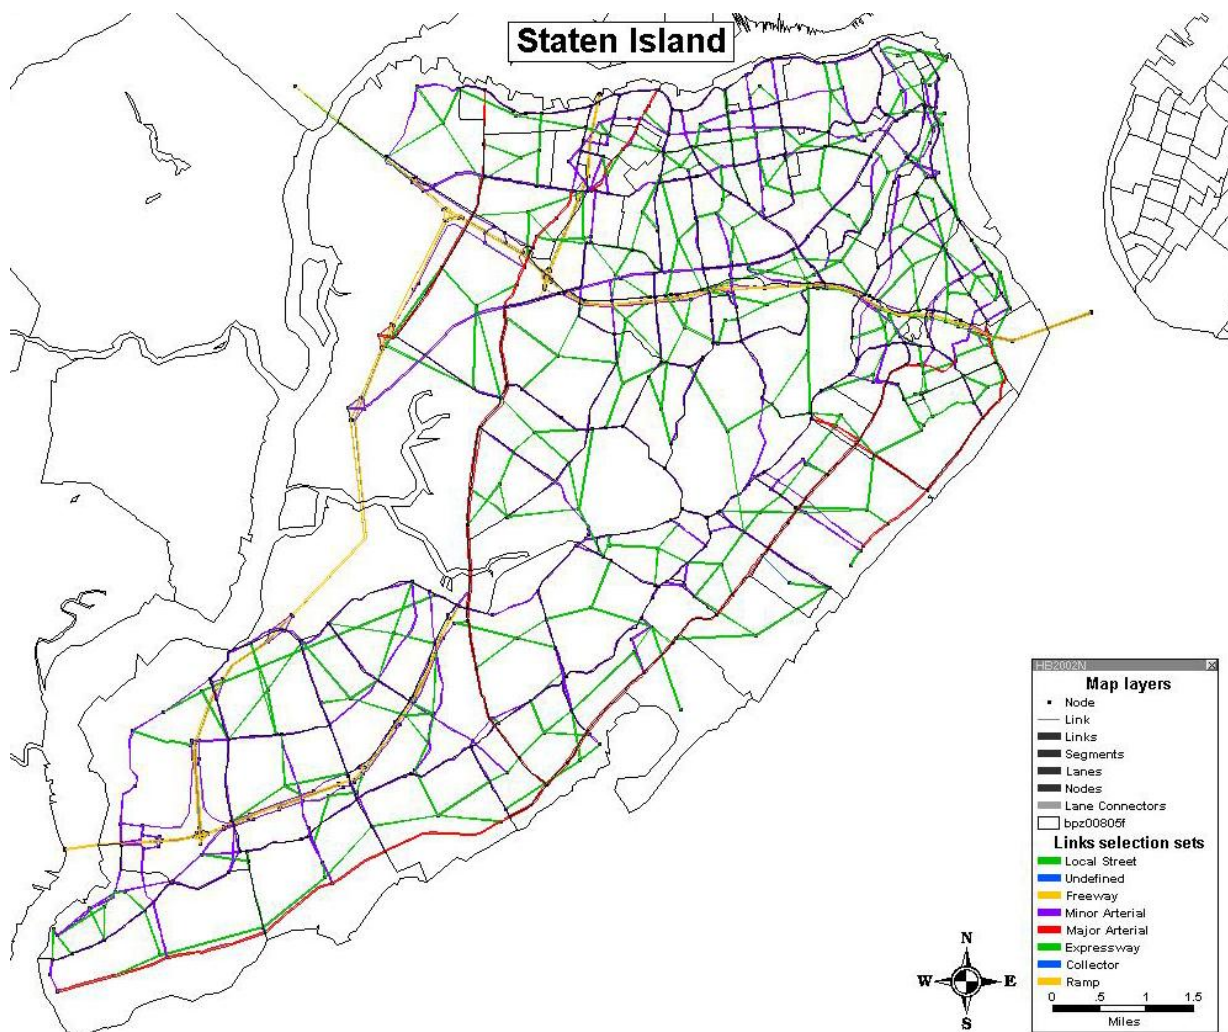 Staten Island
HB2002N
Map layers
Node
Link
Links
Segments
Lanes
Nodes
Lane Connectors
bpz00805f
Links selection sets
Local Street
Undefined
Freeway
Minor Arterial
Major Arterial
Expressway
Collector
Ramp
0 .5 1 1.5
Miles
N
W E
S